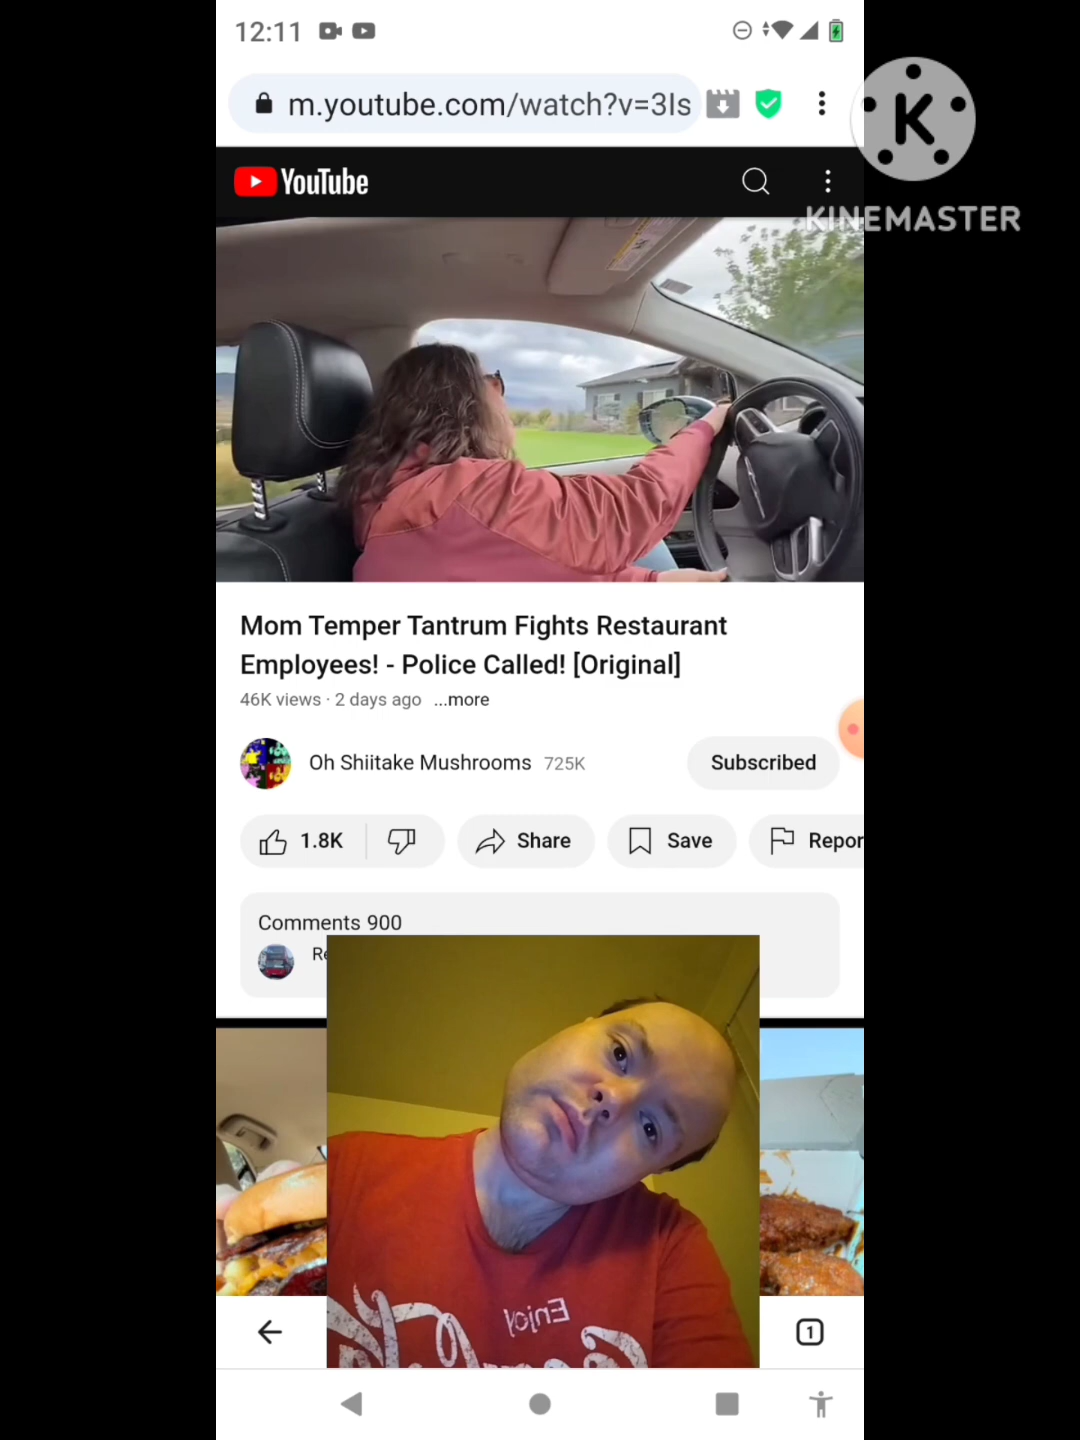 12:11
m.youtube.com/watch?v=3Is
K
KINEMASTER
YouTube
Mom Temper Tantrum Fights Restaurant
Employees! - Police Called! [Original]
46K views · 2 days ago ...more
Oh Shiitake Mushrooms 725K
Subscribed
1.8K
Share
Save
Repor
Comments 900
Re
Enjoy
1